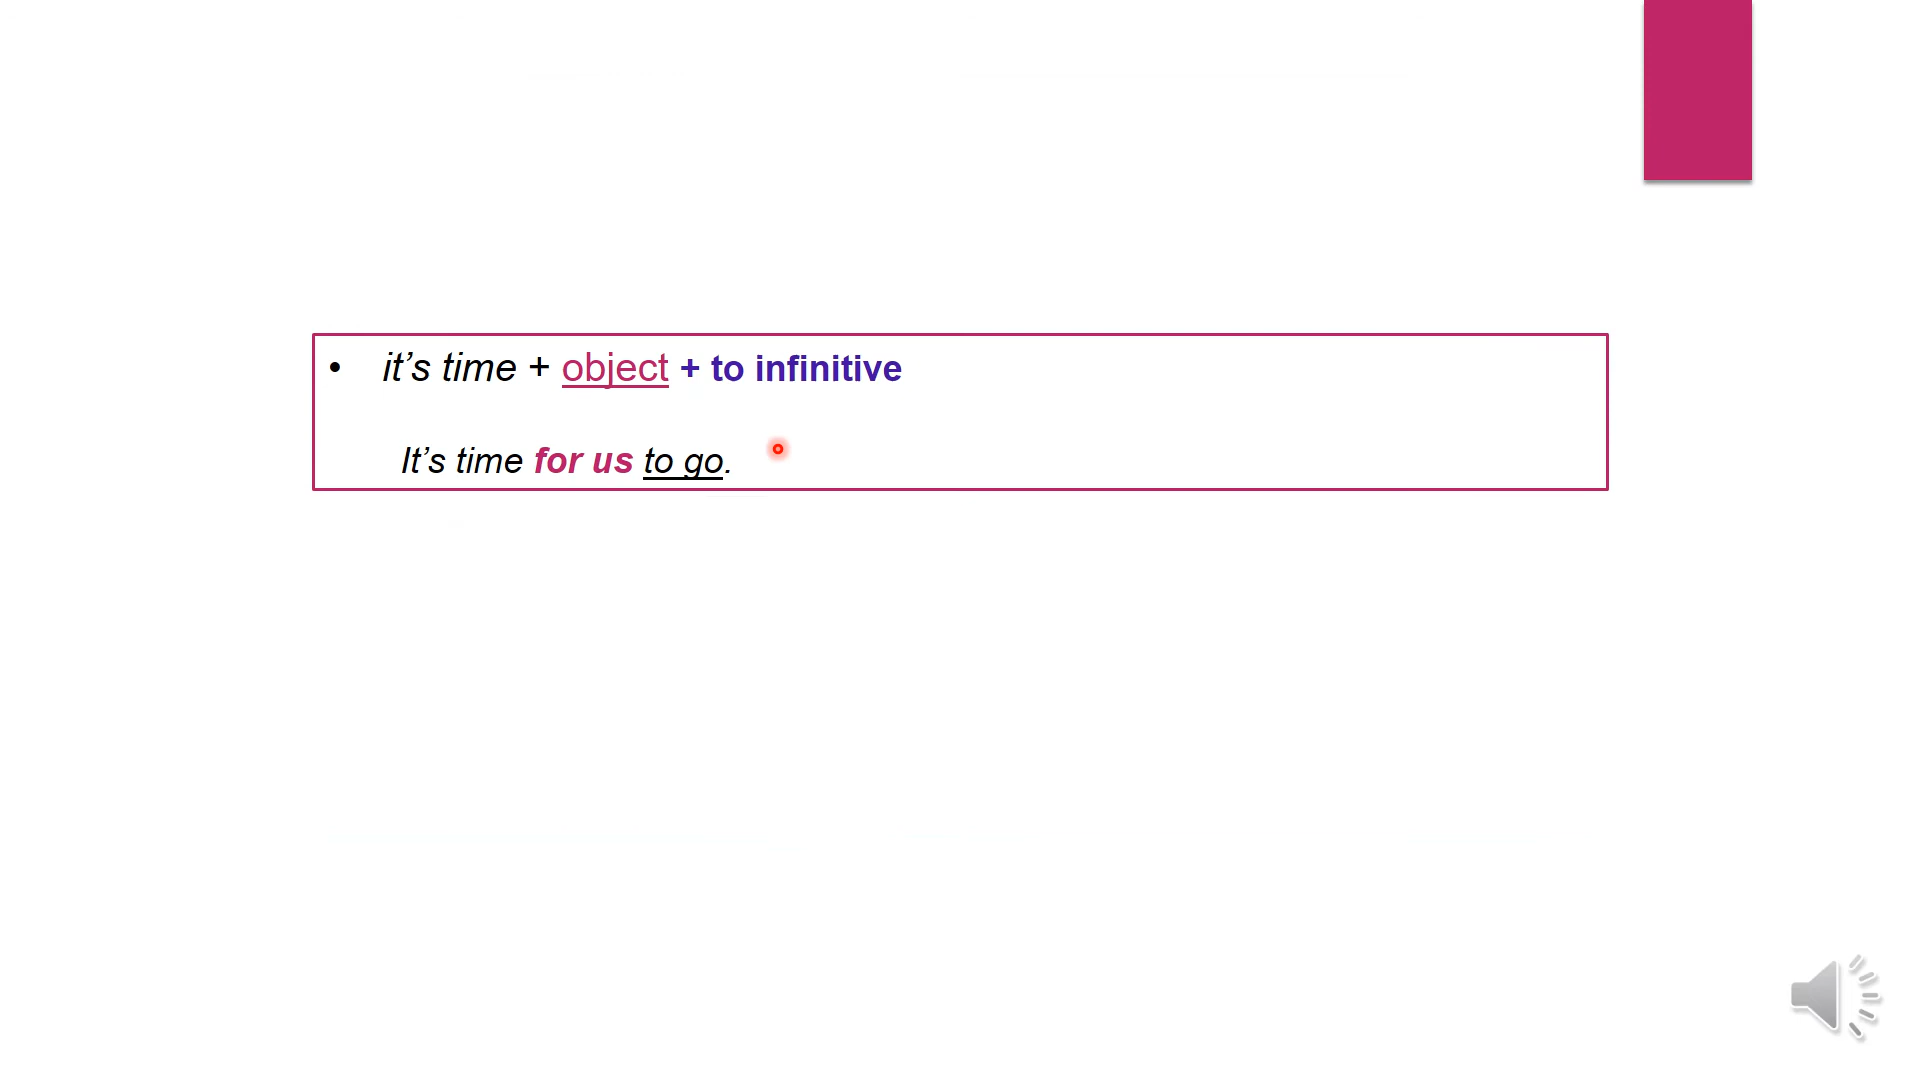 • it’s time + object + to infinitive
It’s time for us to go.